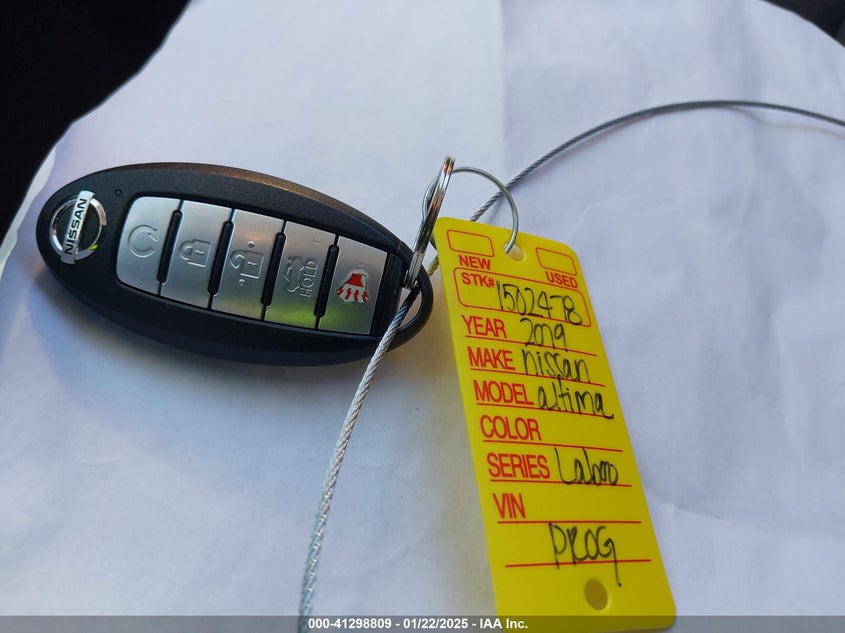 NISSAN
HOLD
NEW
USED
STK# 1502478
YEAR 2019
MAKE nissan
MODEL altima
COLOR
SERIES
VIN
PROG
000-41298809 - 01/22/2025 - IAA Inc.